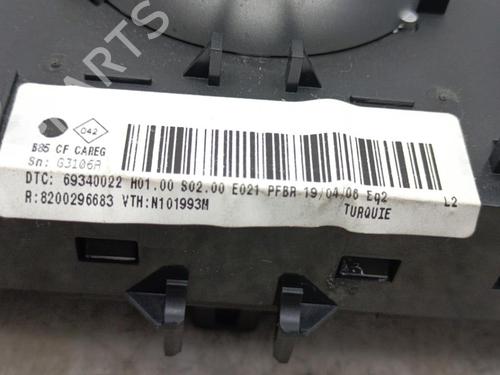 PARTS
042
B85 CF CAREG
Sn: G3106A
DTC: 69340022 H01.00 S02.00 E021 PFBR 19/04/06 Eq2 L2
R:8200296683 VTH:N101993M TURQUIE